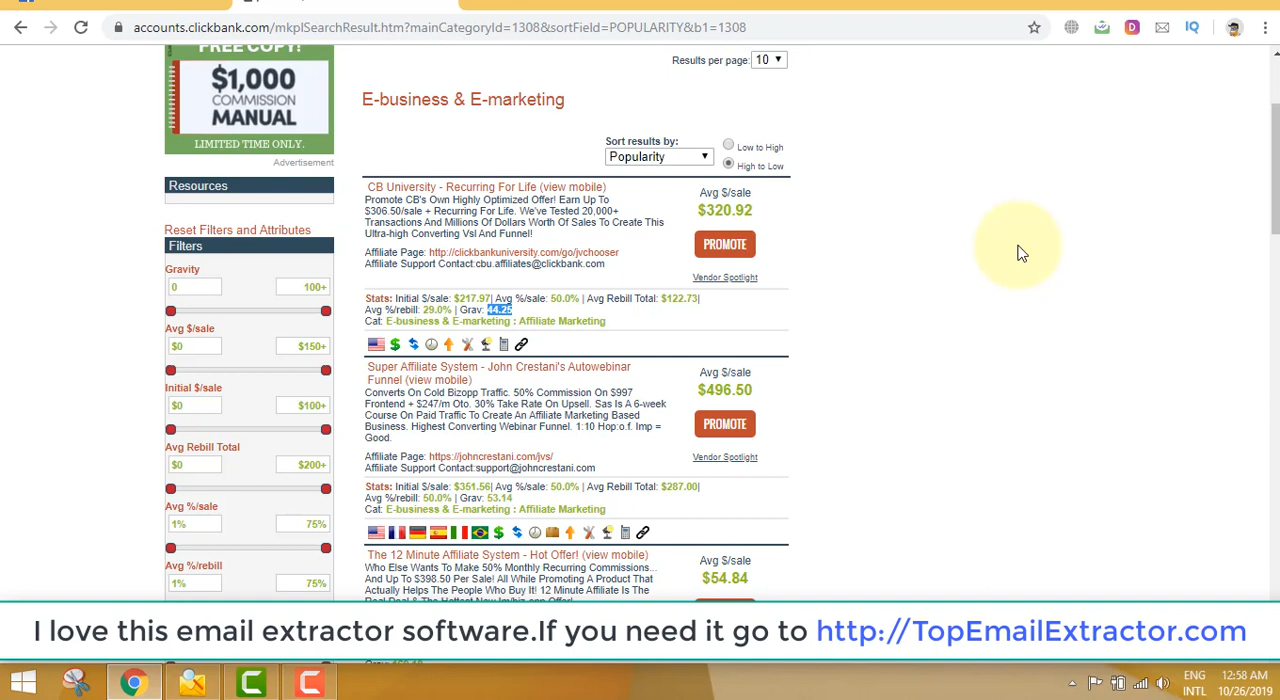 accounts.clickbank.com/mkplSearchResult.htm?mainCategoryId=1308&sortField=POPULARITY&b1=1308
IQ
FREE COPY!
$1,000
COMMISSION
MANUAL
LIMITED TIME ONLY.
Advertisement
Resources
Reset Filters and Attributes
Filters
Gravity
0 100+
Avg $/sale
$0 $150+
Initial $/sale
$0 $100+
Avg Rebill Total
$0 $200+
Avg %/sale
1% 75%
Avg %/rebill
1% 75%
Results per page: 10
E-business & E-marketing
Sort results by:
Popularity
Low to High
High to Low
CB University - Recurring For Life (view mobile)
Promote CB's Own Highly Optimized Offer! Earn Up To
$306.50/sale + Recurring For Life. We've Tested 20,000+
Transactions And Millions Of Dollars Worth Of Sales To Create This
Ultra-high Converting Vsl And Funnel!
Affiliate Page: http://clickbankuniversity.com/go/jvchooser
Affiliate Support Contact:cbu.affiliates@clickbank.com
Avg $/sale
$320.92
PROMOTE
Vendor Spotlight
Stats: Initial $/sale: $217.97| Avg %/sale: 50.0% | Avg Rebill Total: $122.73|
Avg %/rebill: 29.0% | Grav: 44.25
Cat: E-business & E-marketing : Affiliate Marketing
Super Affiliate System - John Crestani's Autowebinar
Funnel (view mobile)
Converts On Cold Bizopp Traffic. 50% Commission On $997
Frontend + $247/m Oto. 30% Take Rate On Upsell. Sas Is A 6-week
Course On Paid Traffic To Create An Affiliate Marketing Based
Business. Highest Converting Webinar Funnel. 1:10 Hop:o.f. Imp =
Good.
Affiliate Page: https://johncrestani.com/jvs/
Affiliate Support Contact:support@johncrestani.com
Avg $/sale
$496.50
PROMOTE
Vendor Spotlight
Stats: Initial $/sale: $351.56| Avg %/sale: 50.0% | Avg Rebill Total: $287.00|
Avg %/rebill: 50.0% | Grav: 53.14
Cat: E-business & E-marketing : Affiliate Marketing
The 12 Minute Affiliate System - Hot Offer! (view mobile)
Who Else Wants To Make 50% Monthly Recurring Commissions...
And Up To $398.50 Per Sale! All While Promoting A Product That
Actually Helps The People Who Buy It! 12 Minute Affiliate Is The
Avg $/sale
$54.84
I love this email extractor software.If you need it go to http://TopEmailExtractor.com
ENG
INTL
12:58 AM
10/26/2019